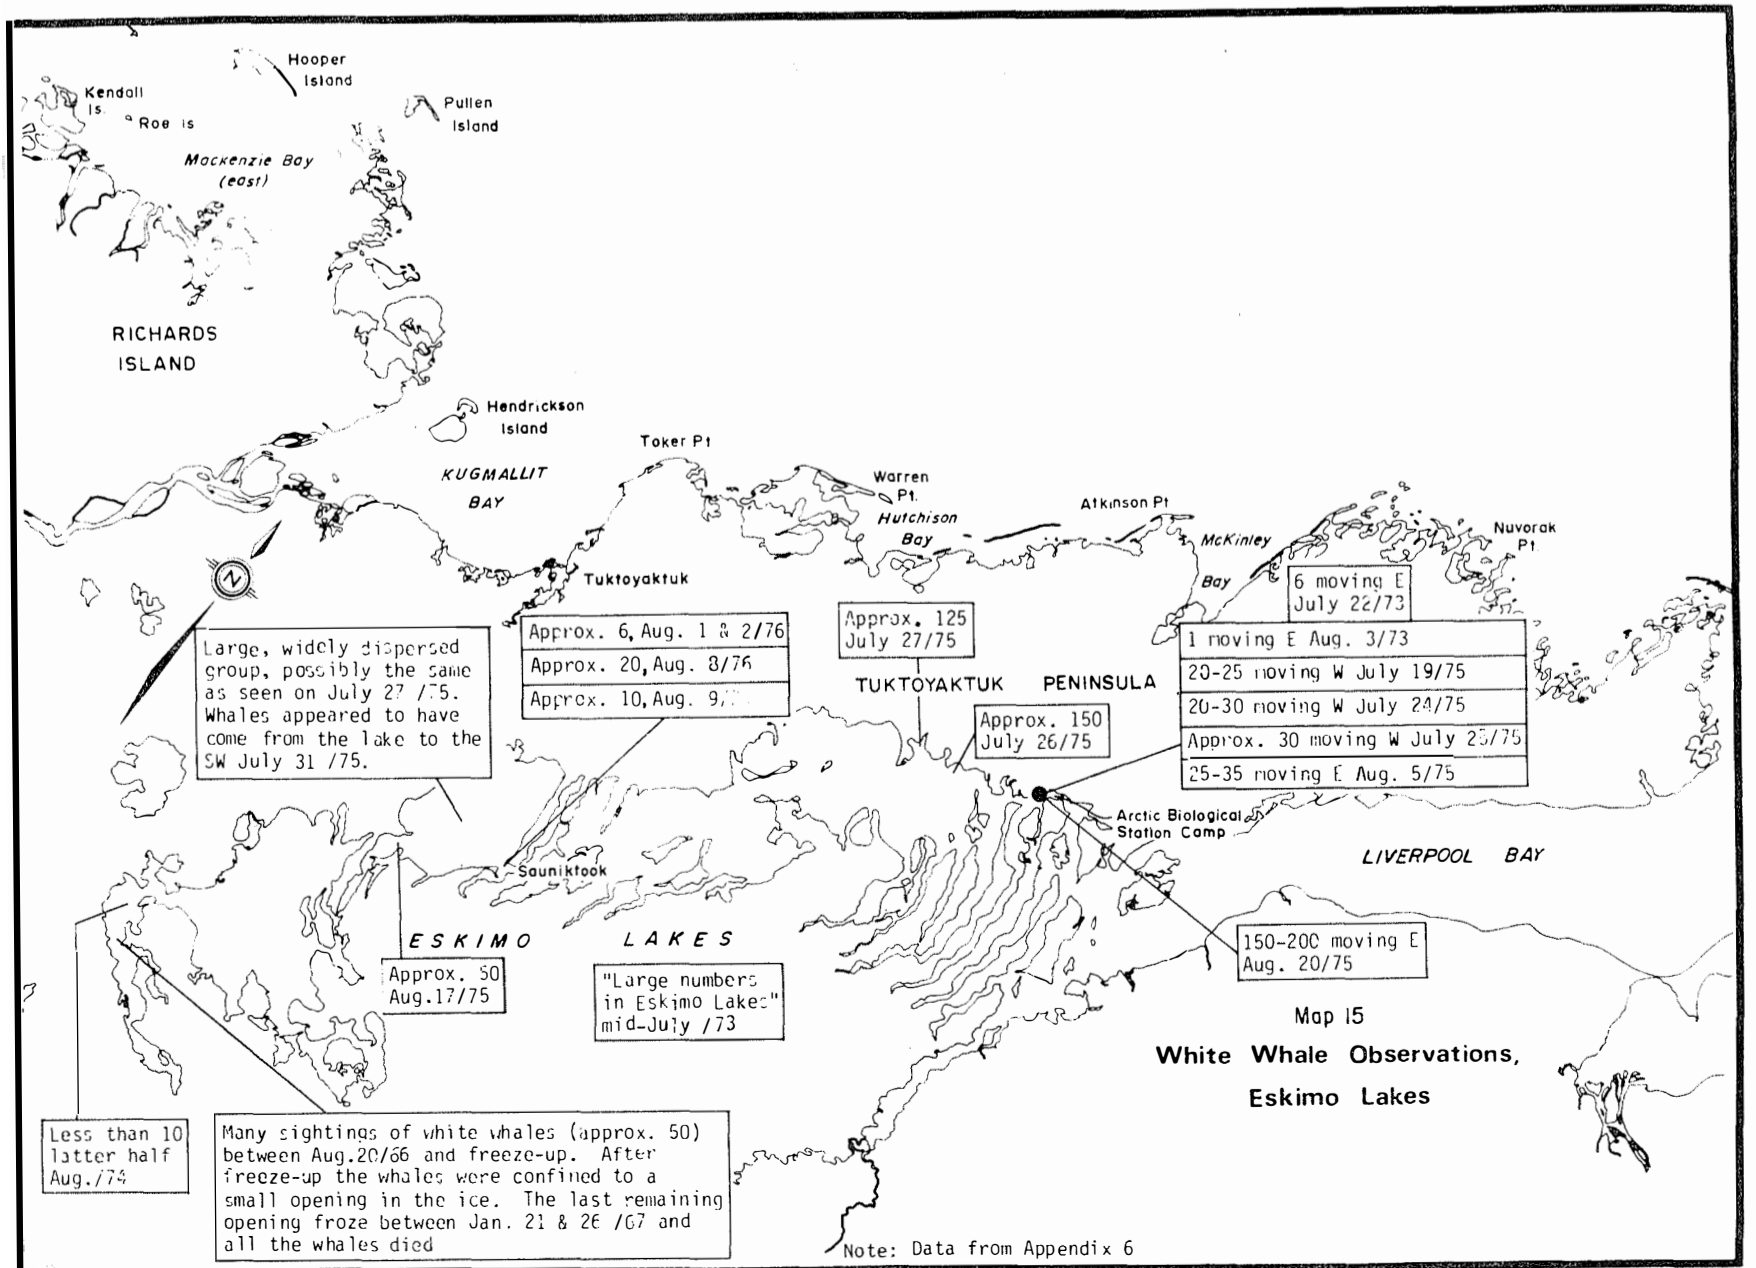 Hooper
Island
Kendall
Is.
Roe is
Pullen
Island
Mackenzie Bay
(east)
RICHARDS
ISLAND
Hendrickson
Island
KUGMALLIT
BAY
Toker Pt
Warren
Pt.
Hutchison
Bay
Atkinson Pt
McKinley
Bay
Nuvorak
Pt.
N
Tuktoyaktuk
6 moving E
July 22/73
1 moving E Aug. 3/73
20-25 moving W July 19/75
20-30 moving W July 24/75
Approx. 30 moving W July 25/75
25-35 moving E Aug. 5/75
Approx. 125
July 27/75
Approx. 6, Aug. 1 & 2/76
Approx. 20, Aug. 8/76
Approx. 10, Aug. 9,
Large, widely dispersed
group, possibly the same
as seen on July 27 /75.
Whales appeared to have
come from the lake to the
SW July 31 /75.
TUKTOYAKTUK PENINSULA
Approx. 150
July 26/75
Arctic Biological
Station Camp
LIVERPOOL BAY
Sauniktook
ESKIMO LAKES
Approx. 50
Aug.17/75
"Large numbers
in Eskimo Lakes"
mid-July /73
150-200 moving E
Aug. 20/75
Map 15
White Whale Observations,
Eskimo Lakes
Less than 10
latter half
Aug./74
Many sightings of white whales (approx. 50)
between Aug.20/66 and freeze-up. After
freeze-up the whales were confined to a
small opening in the ice. The last remaining
opening froze between Jan. 21 & 26 /67 and
all the whales died
Note: Data from Appendix 6